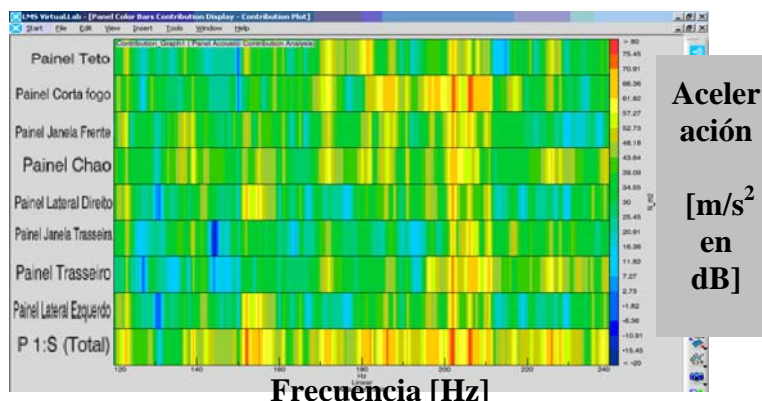 LMS Virtual.Lab - [Panel Color Bars Contribution Display - Contribution Plot]
Start File Edit View Insert Tools Window Help
Contribution_Graph1 | Panel Acoustic Contribution Analysis
Painel Teto
Painel Corta fogo
Painel Janela Frente
Painel Chao
Painel Lateral Direito
Painel Janela Trasseira
Painel Trasseiro
Painel Lateral Ezquerdo
P 1:S (Total)
> 80
75.45
70.91
66.36
61.82
57.27
52.73
48.18
43.64
39.09
34.55
30
25.45
20.91
16.36
11.82
7.27
2.73
-1.82
-6.36
-10.91
-15.45
< -20
Aceler
ación
[m/s²
en
dB]
120 140 160 180 200 220 240
Hz
Linear
Frecuencia [Hz]